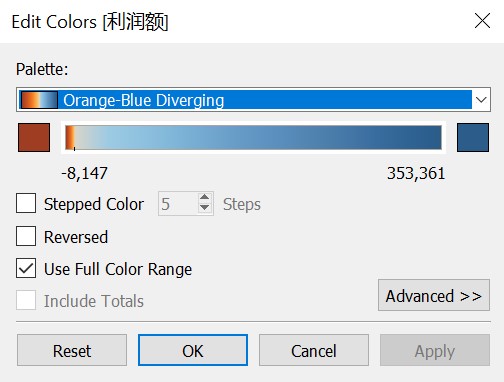 Edit Colors [利润额]
Palette:
Orange-Blue Diverging
-8,147 353,361
Stepped Color 5 Steps
Reversed
Use Full Color Range
Include Totals
Advanced >>
Reset OK Cancel Apply